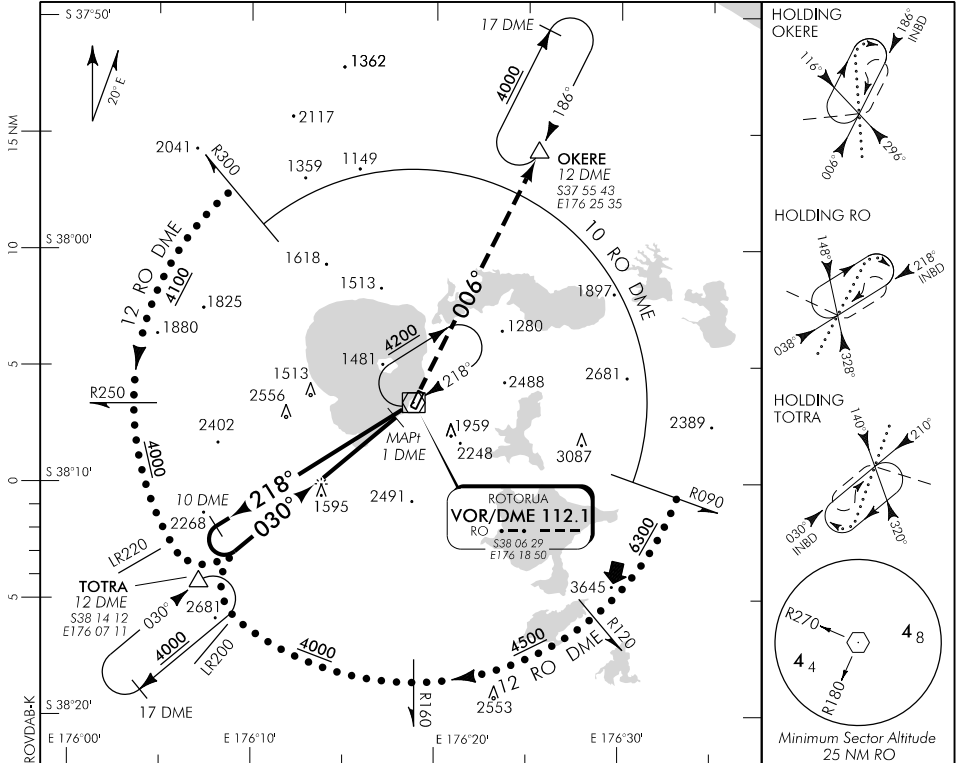 S 37°50'
20° E
1362
2117
2041
R300
1359
1149
17 DME
4000
186°
OKERE
12 DME
S37 55 43
E176 25 35
15 NM
10
S 38°00'
12 RO DME
4100
1618
1513
006°
10 RO DME
1897
1825
1880
4200
1481
1280
218°
2488
2681
5
R250
1513
2556
2402
4000
MAPt
1 DME
1959
2248
3087
2389
0
S 38°10'
10 DME
218°
030°
1595
2491
2268
ROTORUA
VOR/DME 112.1
RO
S38 06 29
E176 18 50
R090
6300
LR220
TOTRA
12 DME
S38 14 12
E176 07 11
030°
2681
4000
LR200
17 DME
5
3645
R120
4500
12 RO DME
4000
R160
2553
S 38°20'
ROVDAB-K
E 176°00'
E 176°10'
E 176°20'
E 176°30'
HOLDING
OKERE
186°
INBD
116°
006°
296°
HOLDING RO
148°
218°
INBD
038°
328°
HOLDING
TOTRA
140°
210°
030°
INBD
320°
R270
4 8
4 4
R180
Minimum Sector Altitude
25 NM RO